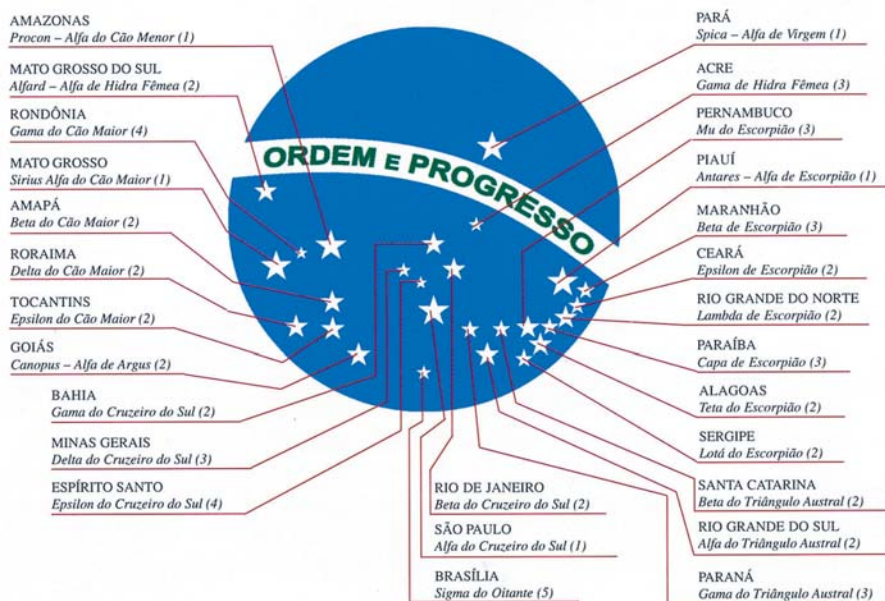 AMAZONAS
Procon – Alfa do Cão Menor (1)
MATO GROSSO DO SUL
Alfard – Alfa de Hidra Fêmea (2)
RONDÔNIA
Gama do Cão Maior (4)
MATO GROSSO
Sirius Alfa do Cão Maior (1)
AMAPÁ
Beta do Cão Maior (2)
RORAIMA
Delta do Cão Maior (2)
TOCANTINS
Epsilon do Cão Maior (2)
GOIÁS
Canopus – Alfa de Argus (2)
BAHIA
Gama do Cruzeiro do Sul (2)
MINAS GERAIS
Delta do Cruzeiro do Sul (3)
ESPÍRITO SANTO
Epsilon do Cruzeiro do Sul (4)
ORDEM E PROGRESSO
RIO DE JANEIRO
Beta do Cruzeiro do Sul (2)
SÃO PAULO
Alfa do Cruzeiro do Sul (1)
BRASÍLIA
Sigma do Oitante (5)
PARÁ
Spica – Alfa de Virgem (1)
ACRE
Gama de Hidra Fêmea (3)
PERNAMBUCO
Mu do Escorpião (3)
PIAUÍ
Antares – Alfa de Escorpião (1)
MARANHÃO
Beta de Escorpião (3)
CEARÁ
Epsilon de Escorpião (2)
RIO GRANDE DO NORTE
Lambda de Escorpião (2)
PARAÍBA
Capa de Escorpião (3)
ALAGOAS
Teta do Escorpião (2)
SERGIPE
Lotá do Escorpião (2)
SANTA CATARINA
Beta do Triângulo Austral (2)
RIO GRANDE DO SUL
Alfa do Triângulo Austral (2)
PARANÁ
Gama do Triângulo Austral (3)